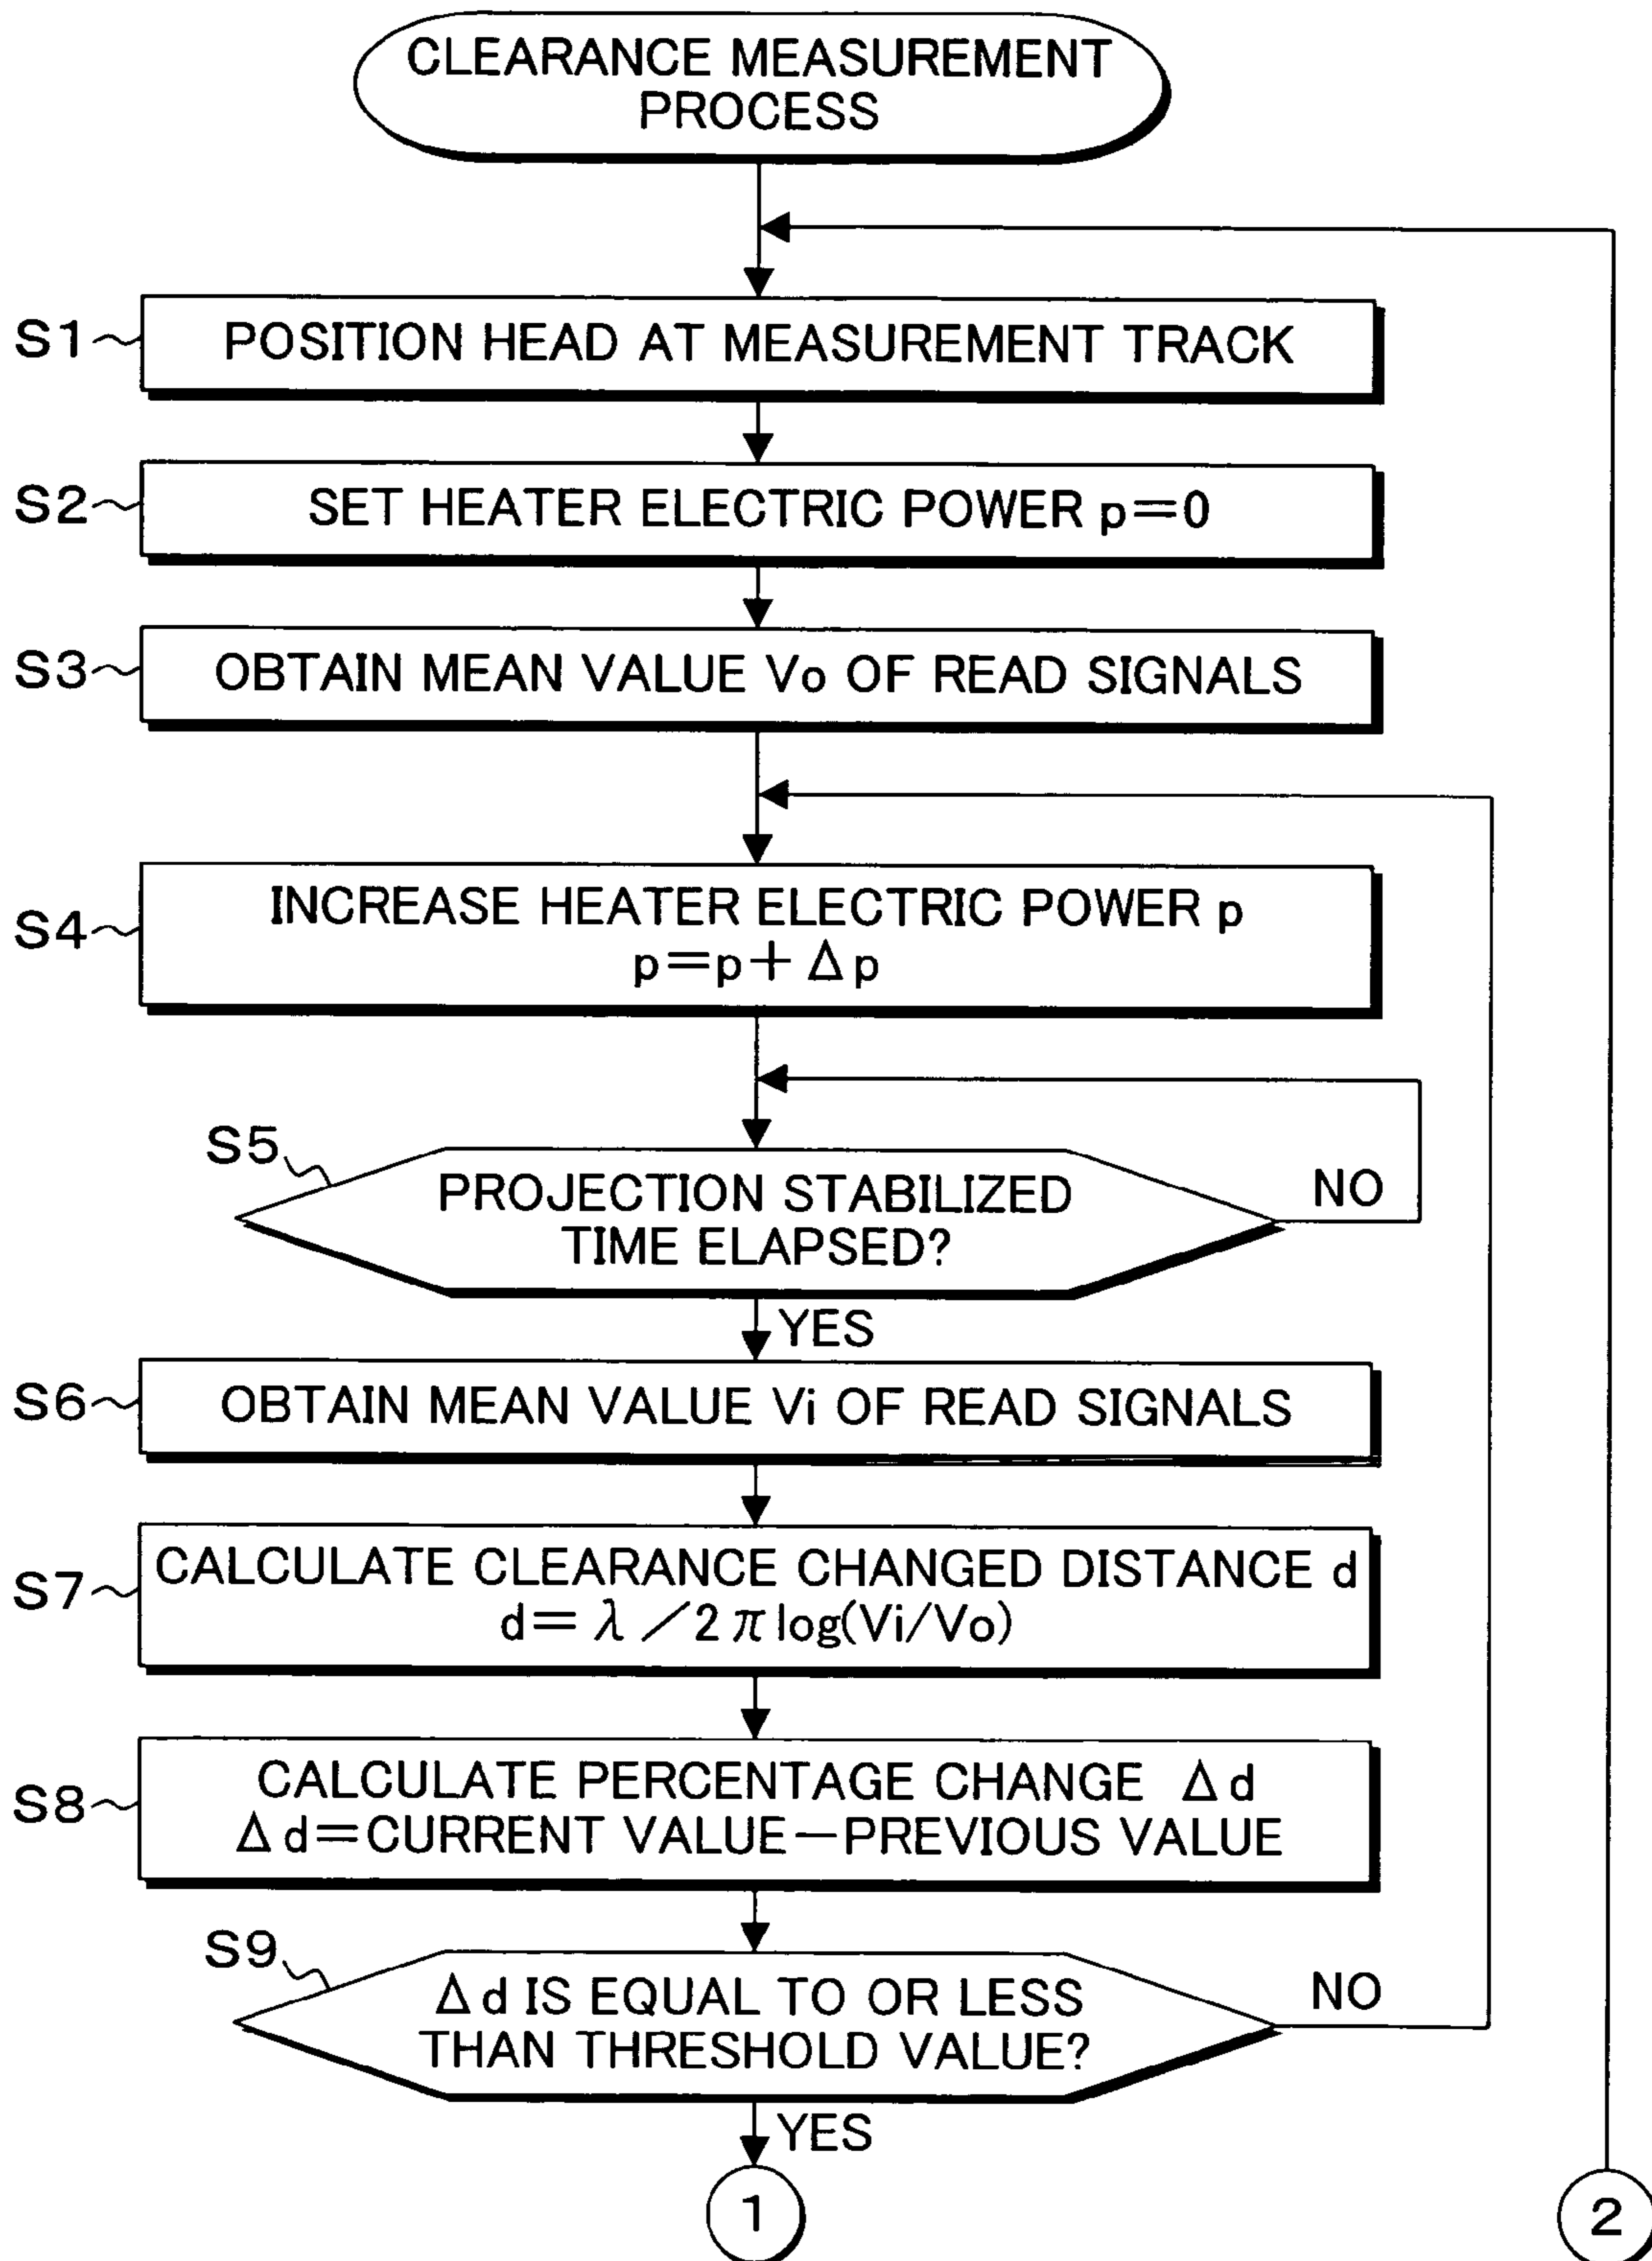 CLEARANCE MEASUREMENT
PROCESS
S1
POSITION HEAD AT MEASUREMENT TRACK
S2
SET HEATER ELECTRIC POWER p=0
S3
OBTAIN MEAN VALUE Vo OF READ SIGNALS
S4
INCREASE HEATER ELECTRIC POWER p
p=p+Δp
S5
PROJECTION STABILIZED
TIME ELAPSED?
NO
YES
S6
OBTAIN MEAN VALUE Vi OF READ SIGNALS
S7
CALCULATE CLEARANCE CHANGED DISTANCE d
d=λ/2πlog(Vi/Vo)
S8
CALCULATE PERCENTAGE CHANGE Δd
Δd=CURRENT VALUE−PREVIOUS VALUE
S9
Δd IS EQUAL TO OR LESS
THAN THRESHOLD VALUE?
NO
YES
1
2